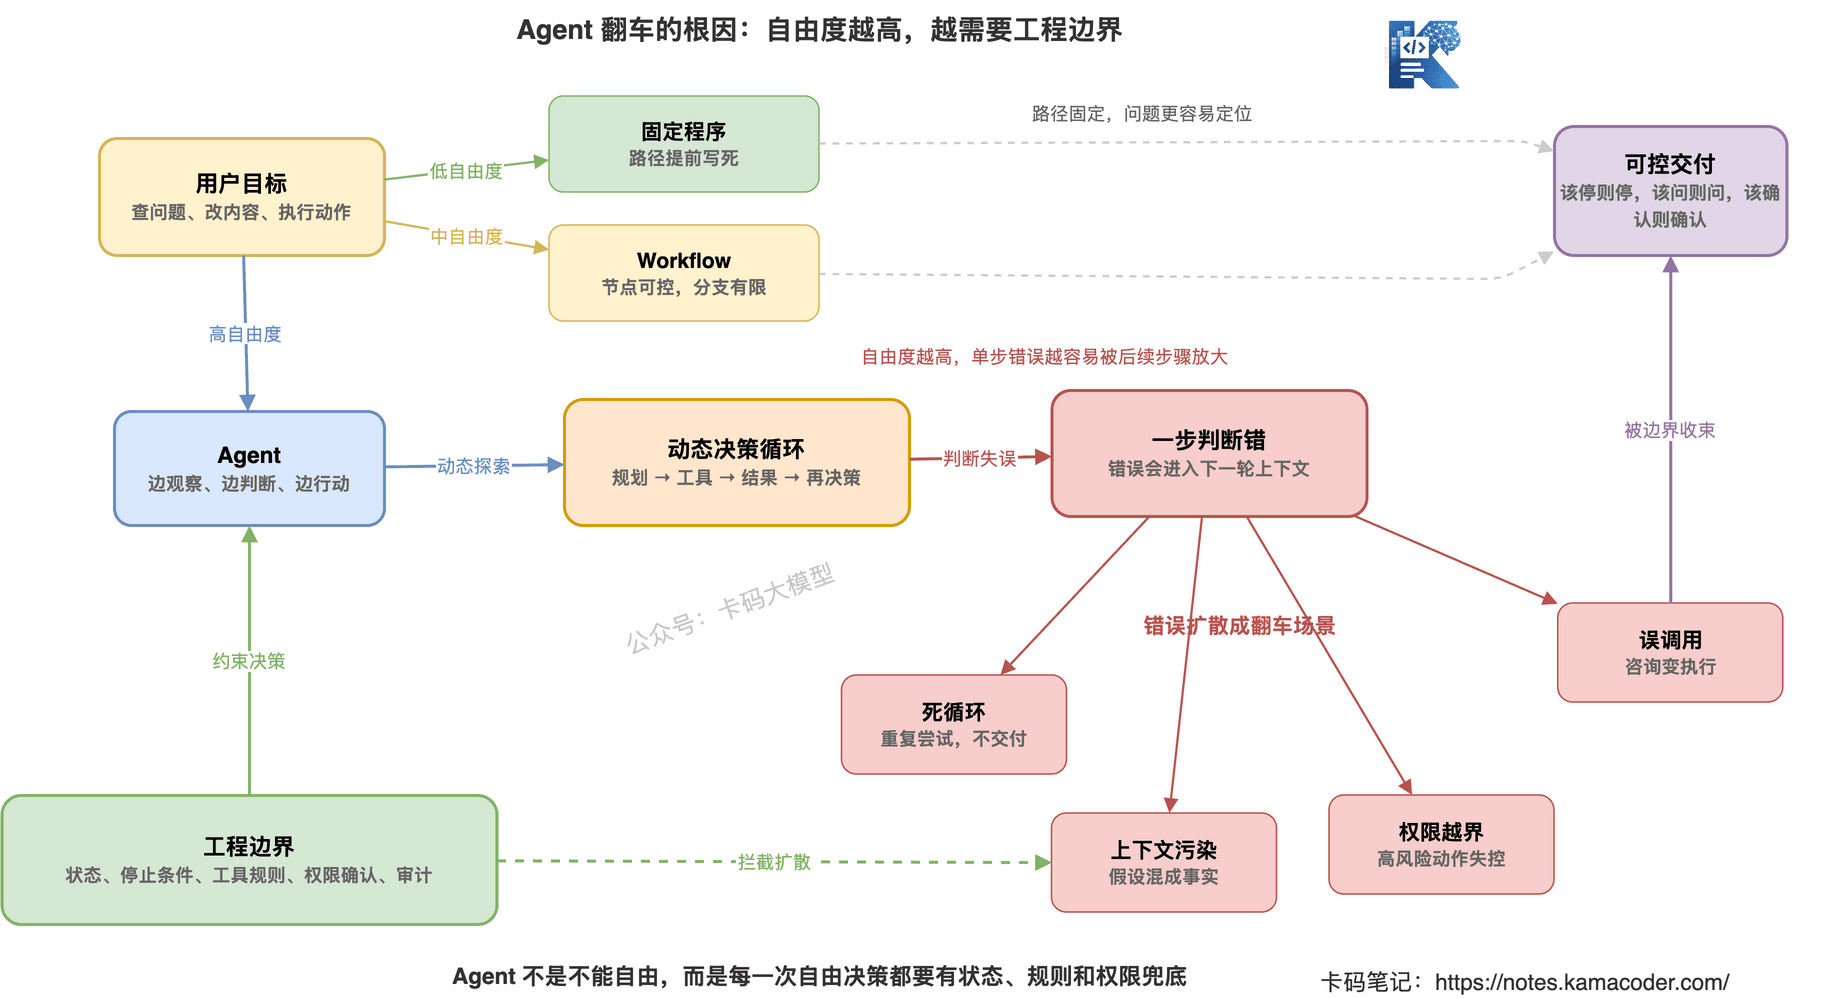 Agent 翻车的根因：自由度越高，越需要工程边界
</>
固定程序
路径提前写死
路径固定，问题更容易定位
可控交付
该停则停，该问则问，该确
认则确认
用户目标
查问题、改内容、执行动作
低自由度
中自由度
Workflow
节点可控，分支有限
高自由度
自由度越高，单步错误越容易被后续步骤放大
Agent
边观察、边判断、边行动
动态探索
动态决策循环
规划 → 工具 → 结果 → 再决策
判断失误
一步判断错
错误会进入下一轮上下文
被边界收束
公众号：卡码大模型
错误扩散成翻车场景
误调用
咨询变执行
约束决策
死循环
重复尝试，不交付
工程边界
状态、停止条件、工具规则、权限确认、审计
拦截扩散
上下文污染
假设混成事实
权限越界
高风险动作失控
Agent 不是不能自由，而是每一次自由决策都要有状态、规则和权限兜底
卡码笔记：https://notes.kamacoder.com/